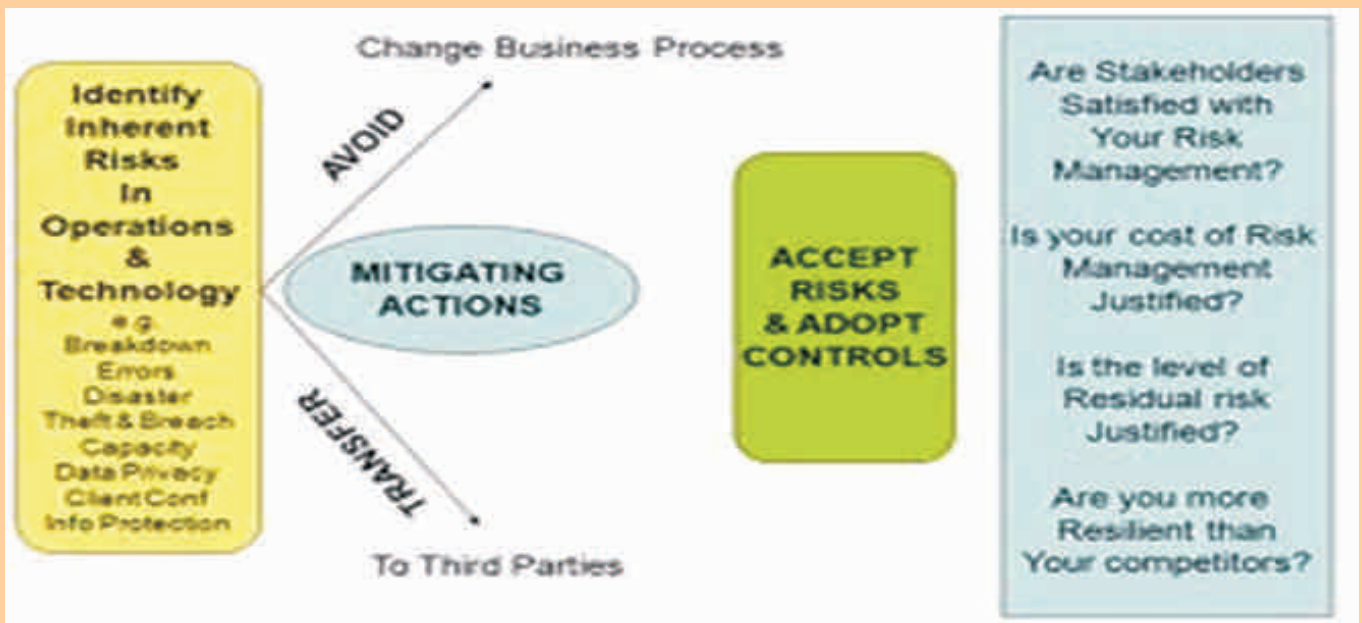 Identify
Inherent
Risks
In
Operations
&
Technology
e.g.
Breakdown
Errors
Disaster
Theft & Breach
Capacity
Data Privacy
Client Conf
Info Protection
Change Business Process
AVOID
MITIGATING
ACTIONS
TRANSFER
To Third Parties
ACCEPT
RISKS
& ADOPT
CONTROLS
Are Stakeholders
Satisfied with
Your Risk
Management?
Is your cost of Risk
Management
Justified?
Is the level of
Residual risk
Justified?
Are you more
Resilient than
Your competitors?